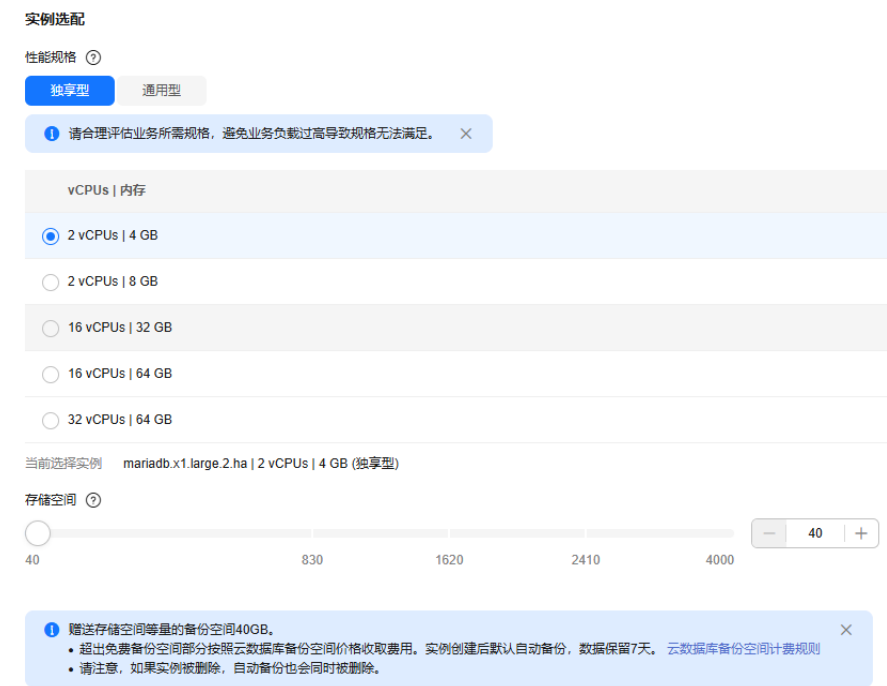 实例选配
性能规格 ?
独享型 通用型
请合理评估业务所需规格，避免业务负载过高导致规格无法满足。
vCPUs | 内存
2 vCPUs | 4 GB
2 vCPUs | 8 GB
16 vCPUs | 32 GB
16 vCPUs | 64 GB
32 vCPUs | 64 GB
当前选择实例 mariadb.x1.large.2.ha | 2 vCPUs | 4 GB (独享型)
存储空间 ?
40
40 830 1620 2410 4000
赠送存储空间等量的备份空间40GB。
• 超出免费备份空间部分按照云数据库备份空间价格收取费用。实例创建后默认自动备份，数据保留7天。 云数据库备份空间计费规则
• 请注意，如果实例被删除，自动备份也会同时被删除。